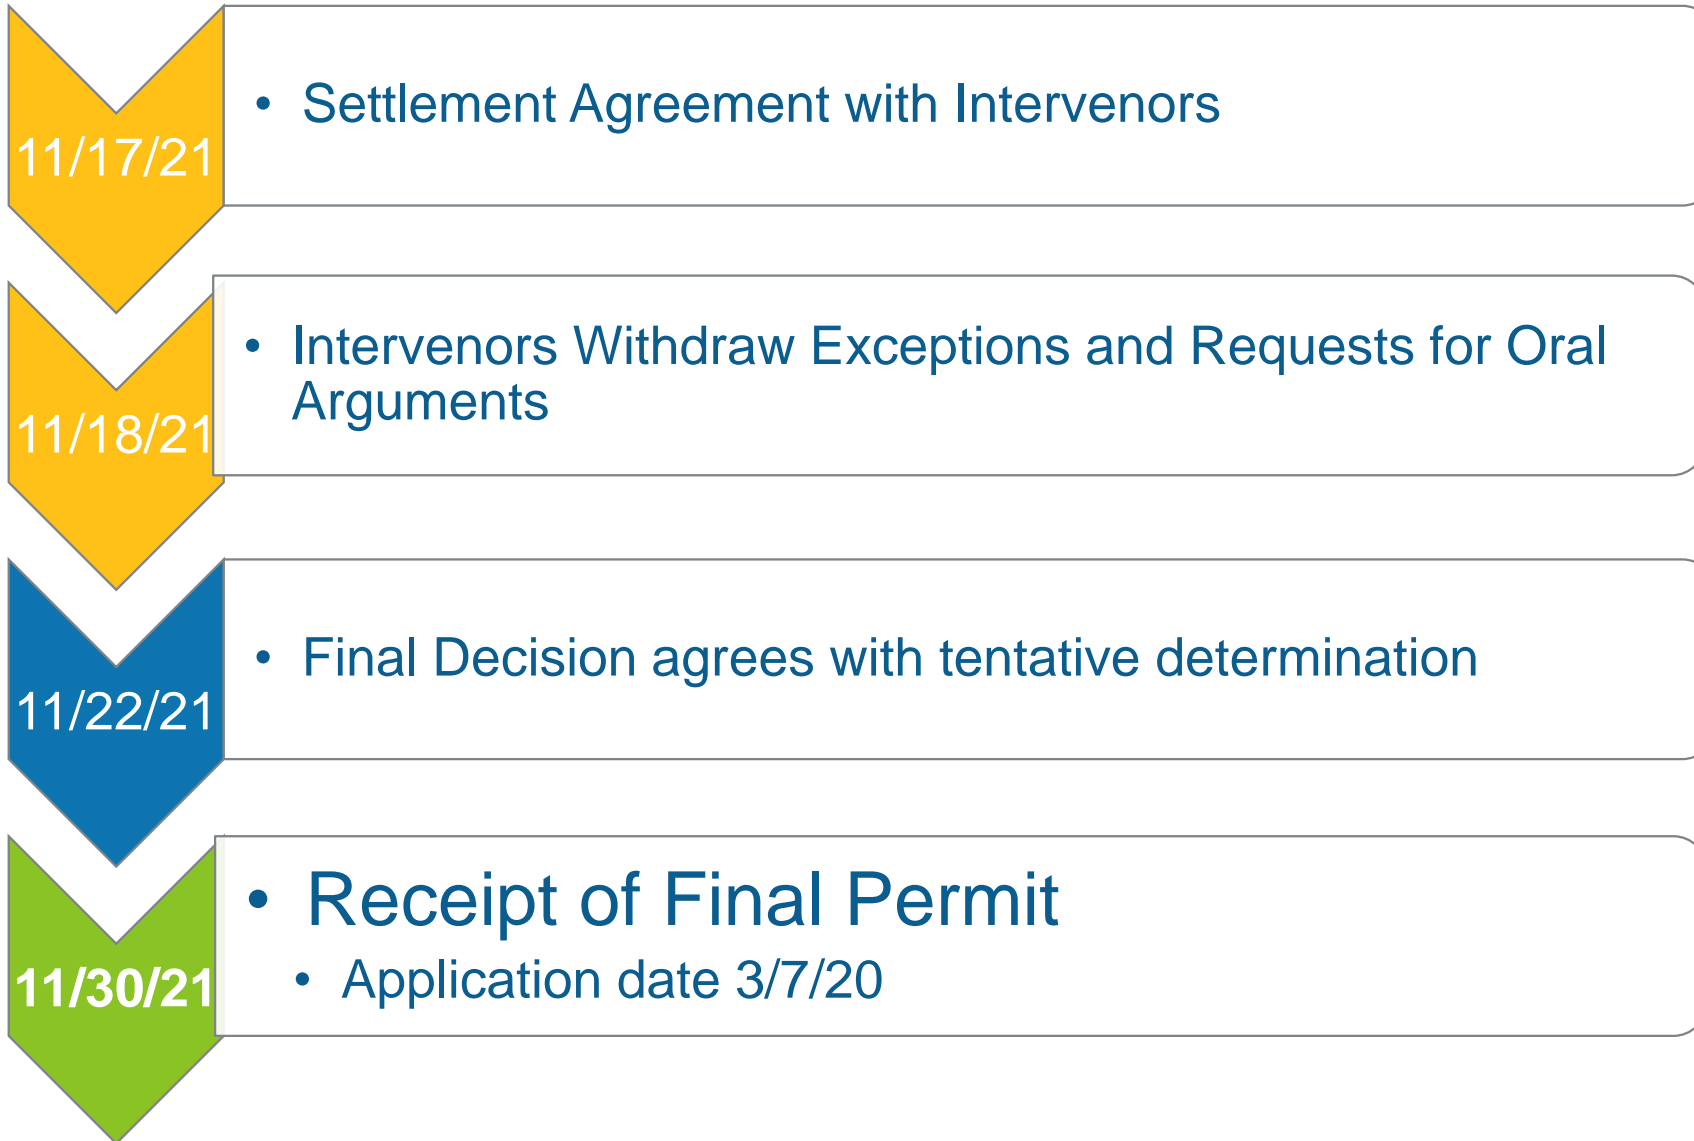 11/17/21
• Settlement Agreement with Intervenors
11/18/21
• Intervenors Withdraw Exceptions and Requests for Oral
Arguments
11/22/21
• Final Decision agrees with tentative determination
11/30/21
• Receipt of Final Permit
• Application date 3/7/20